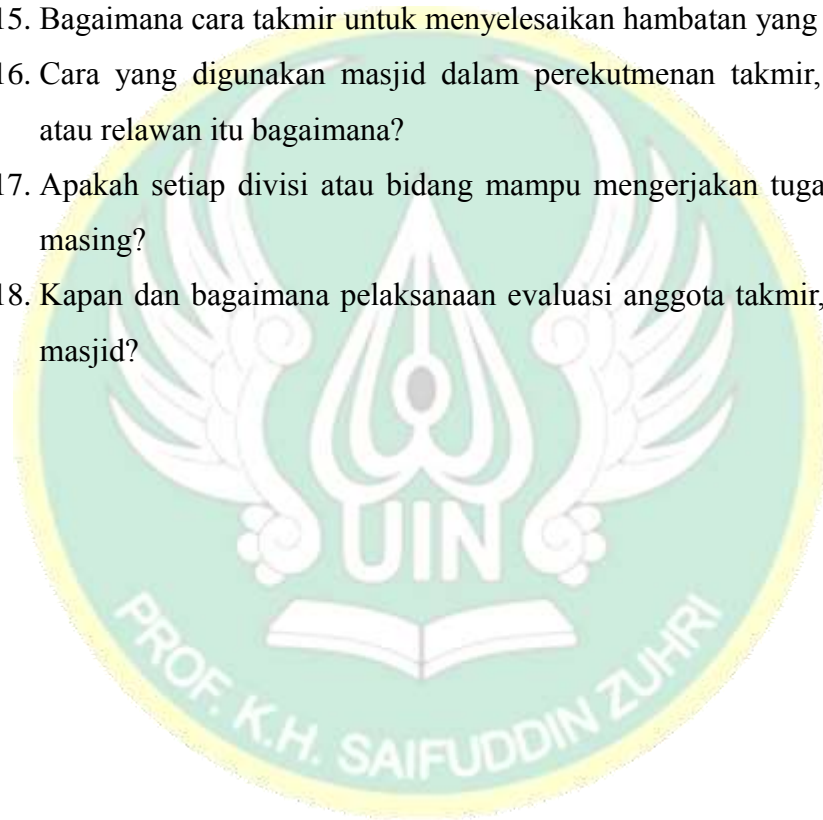 15. Bagaimana cara takmir untuk menyelesaikan hambatan yang
16. Cara yang digunakan masjid dalam perekutmenan takmir,
atau relawan itu bagaimana?
17. Apakah setiap divisi atau bidang mampu mengerjakan tuga
masing?
18. Kapan dan bagaimana pelaksanaan evaluasi anggota takmir,
masjid?
UIN
PROF. K.H. SAIFUDDIN ZUHRI